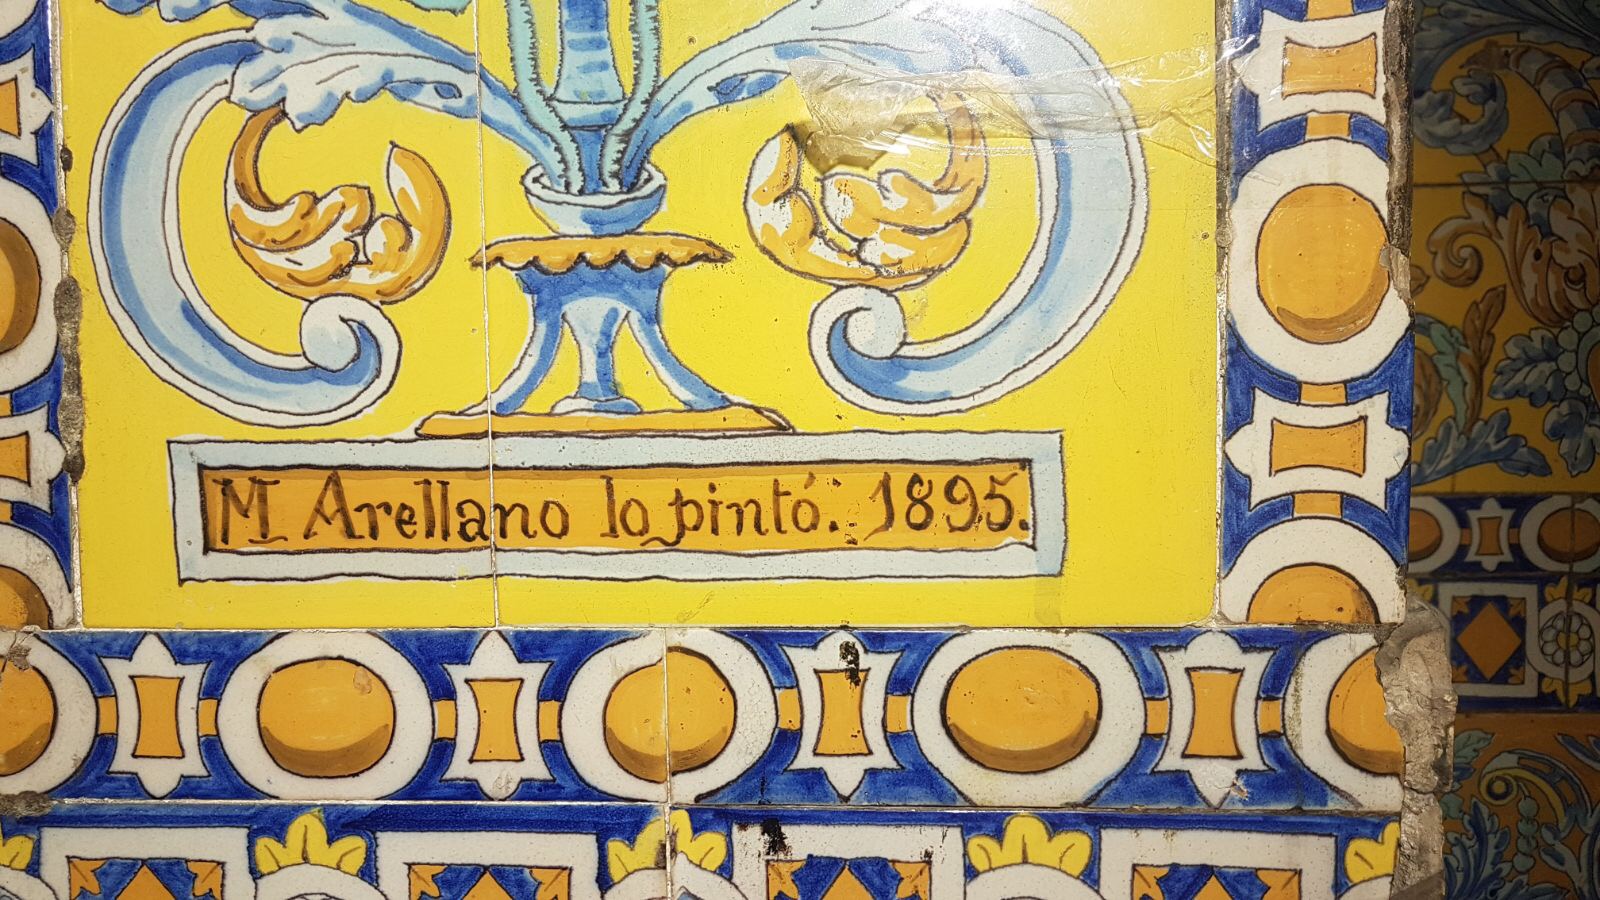 M Arellano lo pintó: 1895.